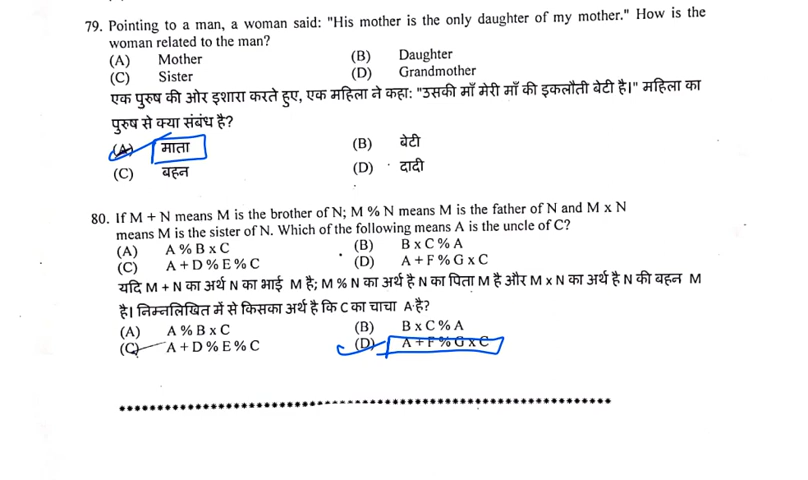 79. Pointing to a man, a woman said: "His mother is the only daughter of my mother." How is the
woman related to the man?
(A) Mother (B) Daughter
(C) Sister (D) Grandmother
एक पुरुष की ओर इशारा करते हुए, एक महिला ने कहा: "उसकी माँ मेरी माँ की इकलौती बेटी है।" महिला का
पुरुष से क्या संबंध है?
(A) माता (B) बेटी
(C) बहन (D) दादी
80. If M + N means M is the brother of N; M % N means M is the father of N and M x N
means M is the sister of N. Which of the following means A is the uncle of C?
(A) A % B x C (B) B x C % A
(C) A + D % E % C (D) A + F % G x C
यदि M + N का अर्थ N का भाई M है; M % N का अर्थ है N का पिता M है और M x N का अर्थ है N की बहन M
है। निम्नलिखित में से किसका अर्थ है कि C का चाचा A है?
(A) A % B x C (B) B x C % A
(C) A + D % E % C (D) A + F % G x C